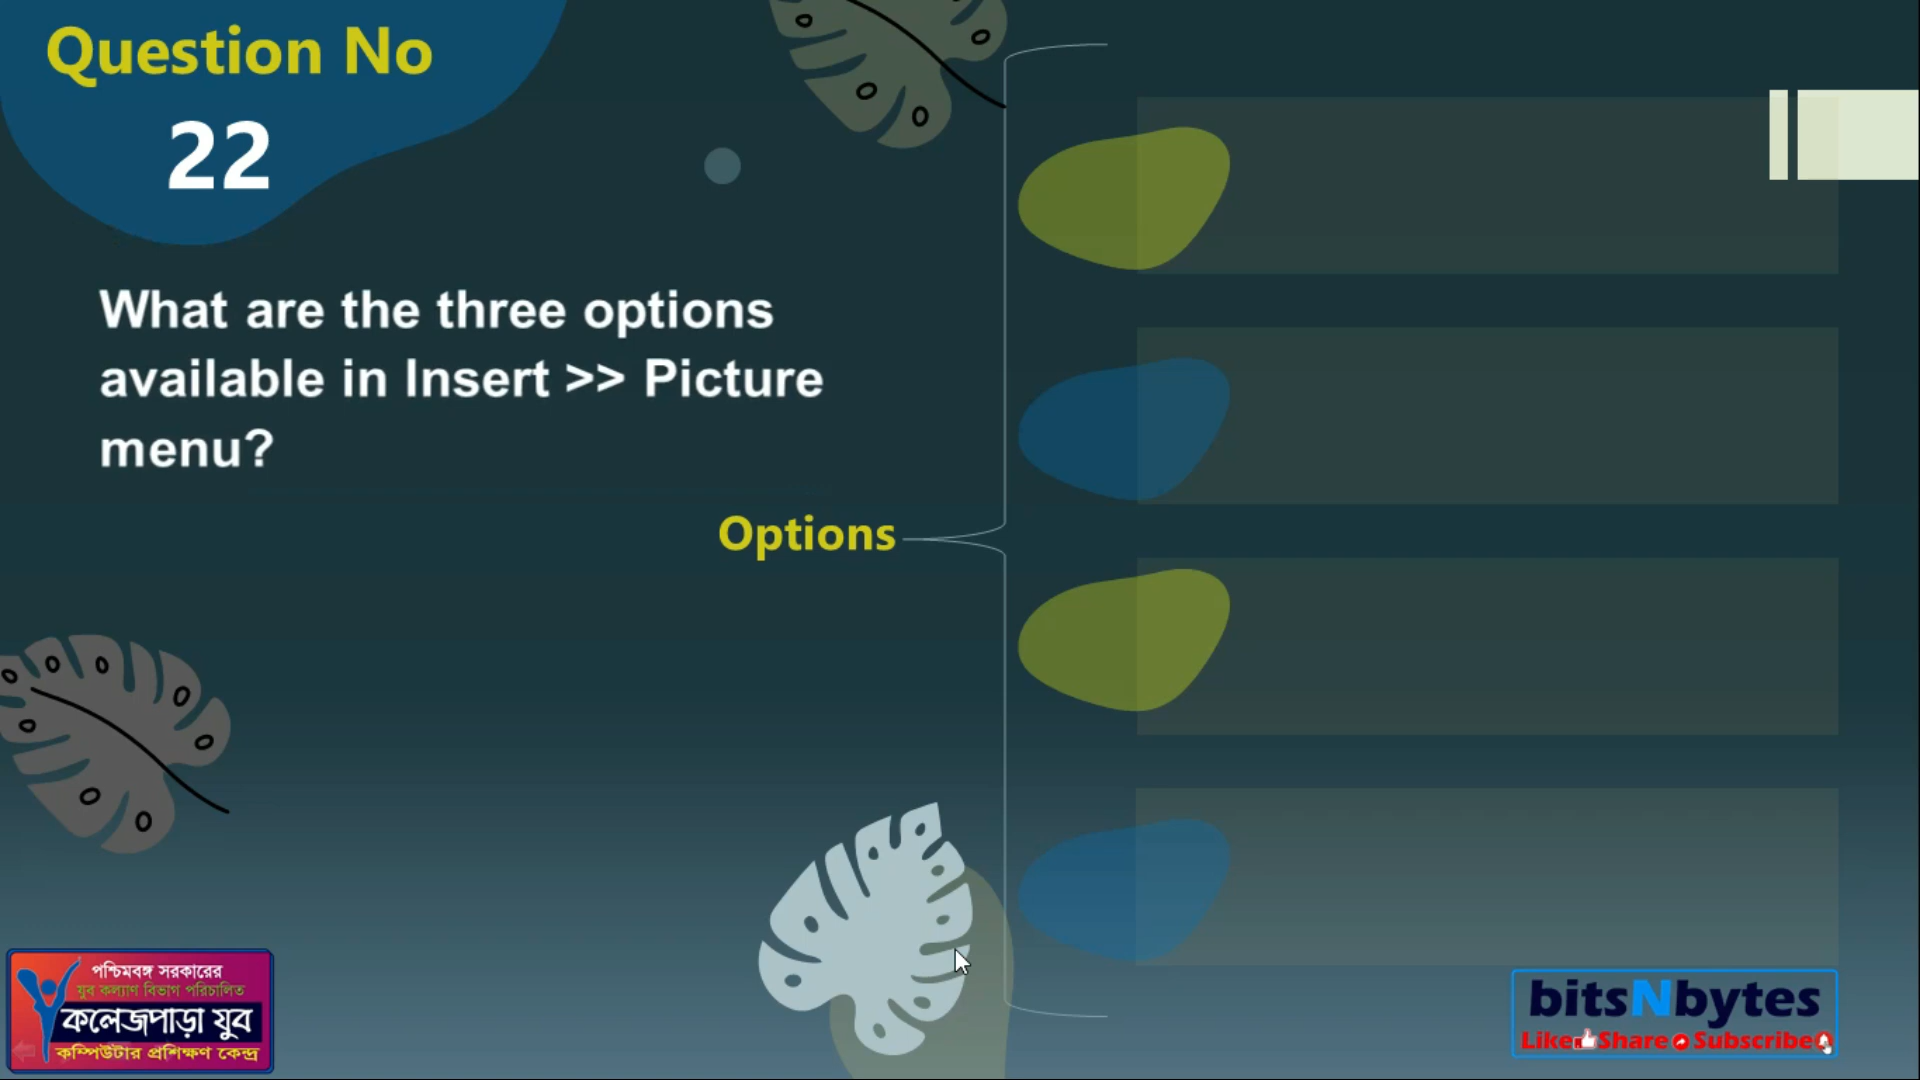 Question No
22
What are the three options
available in Insert >> Picture
menu?
Options
পশ্চিমবঙ্গ সরকারের
যুব কল্যাণ বিভাগ পরিচালিত
কলেজপাড়া যুব
কম্পিউটার প্রশিক্ষণ কেন্দ্র
bitsNbytes
Like Share Subscribe